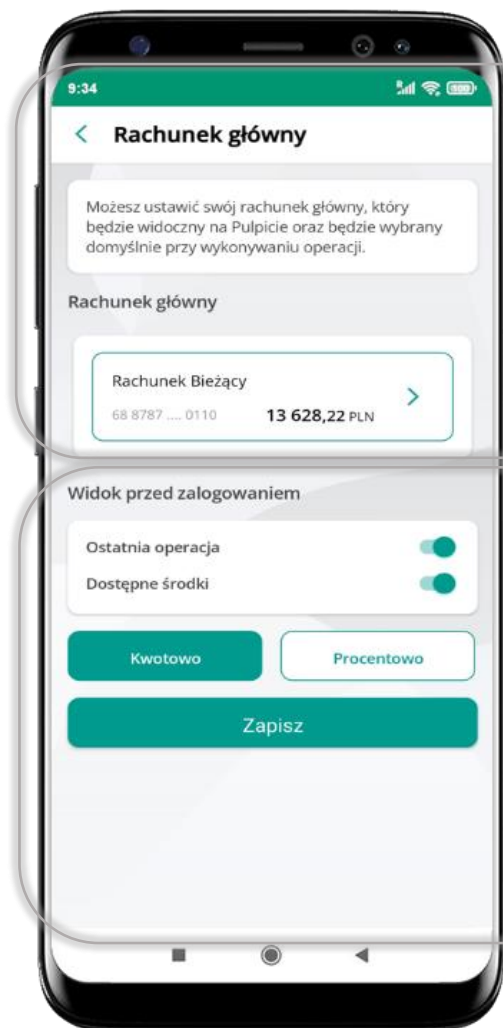 9:34
Rachunek główny
Możesz ustawić swój rachunek główny, który
będzie widoczny na Pulpicie oraz będzie wybrany
domyślnie przy wykonywaniu operacji.
Rachunek główny
Rachunek Bieżący
68 8787 .... 0110 13 628,22 PLN
Widok przed zalogowaniem
Ostatnia operacja
Dostępne środki
Kwotowo Procentowo
Zapisz